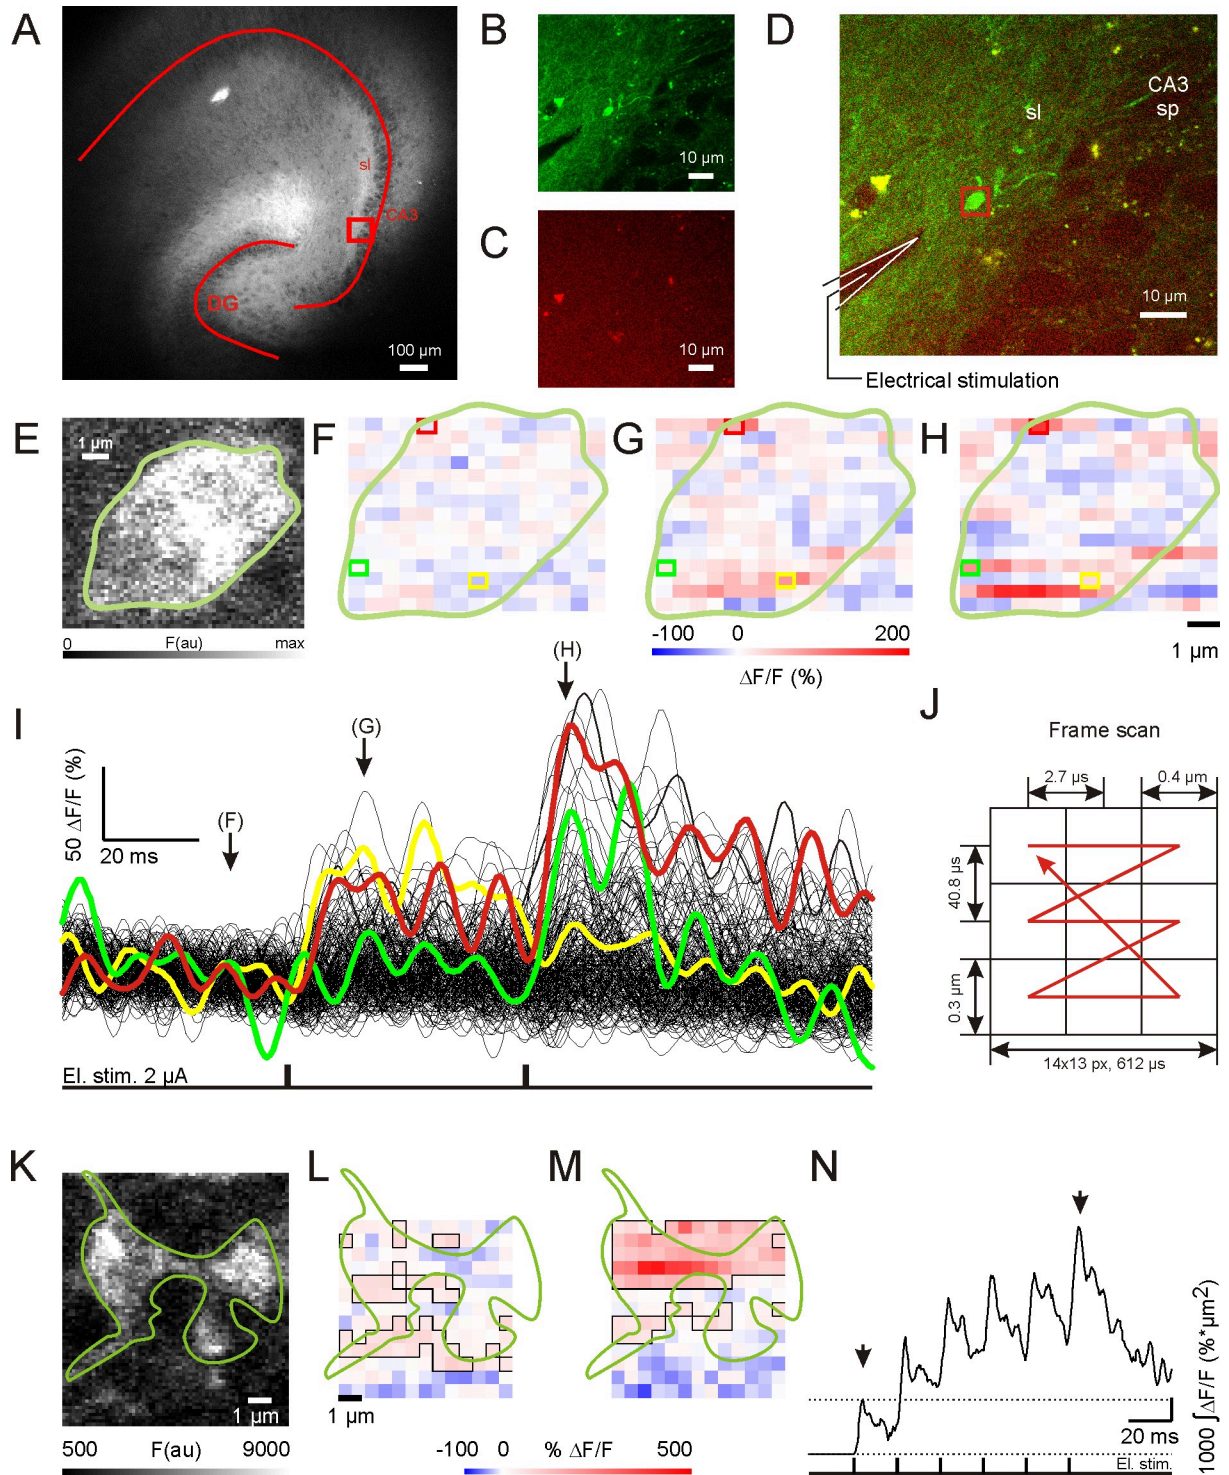 A
sl
CA3
DG
100 µm
B
10 µm
C
10 µm
D
CA3
sp
sl
10 µm
Electrical stimulation
E
1 µm
0 F(au) max
F
G
H
-100 0 200
ΔF/F (%)
1 µm
I
50 ΔF/F (%)
20 ms
(F)
(G)
(H)
El. stim. 2 µA
J
Frame scan
2.7 µs
0.4 µm
40.8 µs
0.3 µm
14x13 px, 612 µs
K
1 µm
500 F(au) 9000
L
1 µm
M
-100 0 % ΔF/F 500
N
20 ms
1000 ∫ΔF/F (%*µm2)
El. stim.